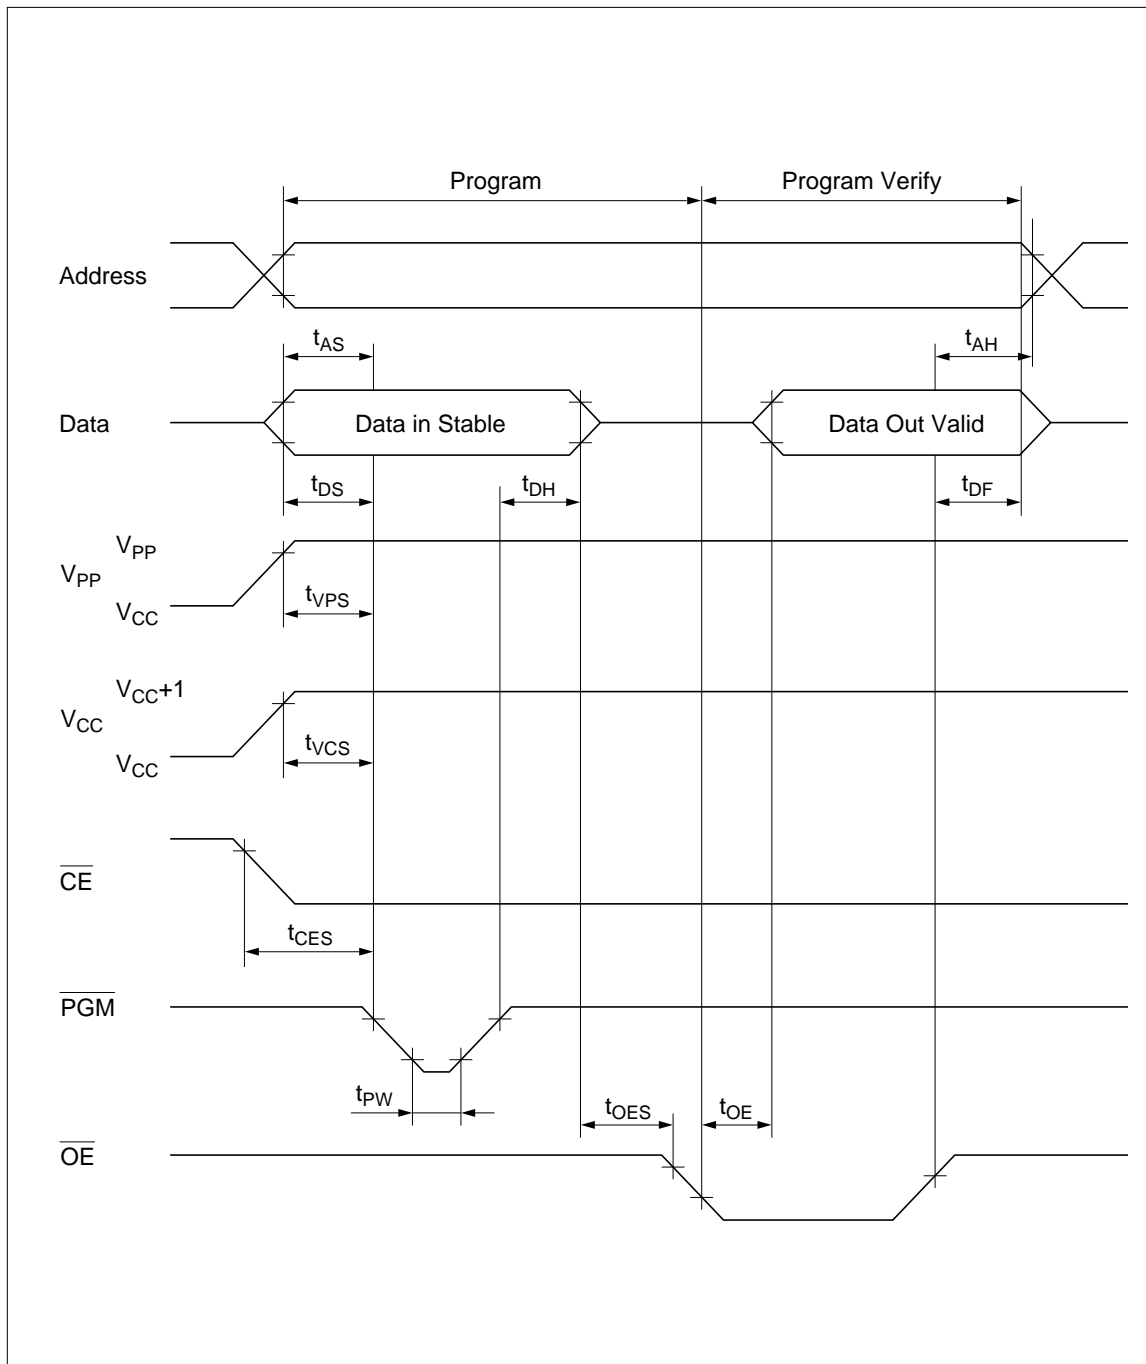 Program Program Verify
Address
tAS tAH
Data Data in Stable Data Out Valid
tDS tDH tDF
VPP
VPP
tVPS
VCC
VCC+1
VCC
tVCS
VCC
CE
tCES
PGM
tPW
tOES tOE
OE